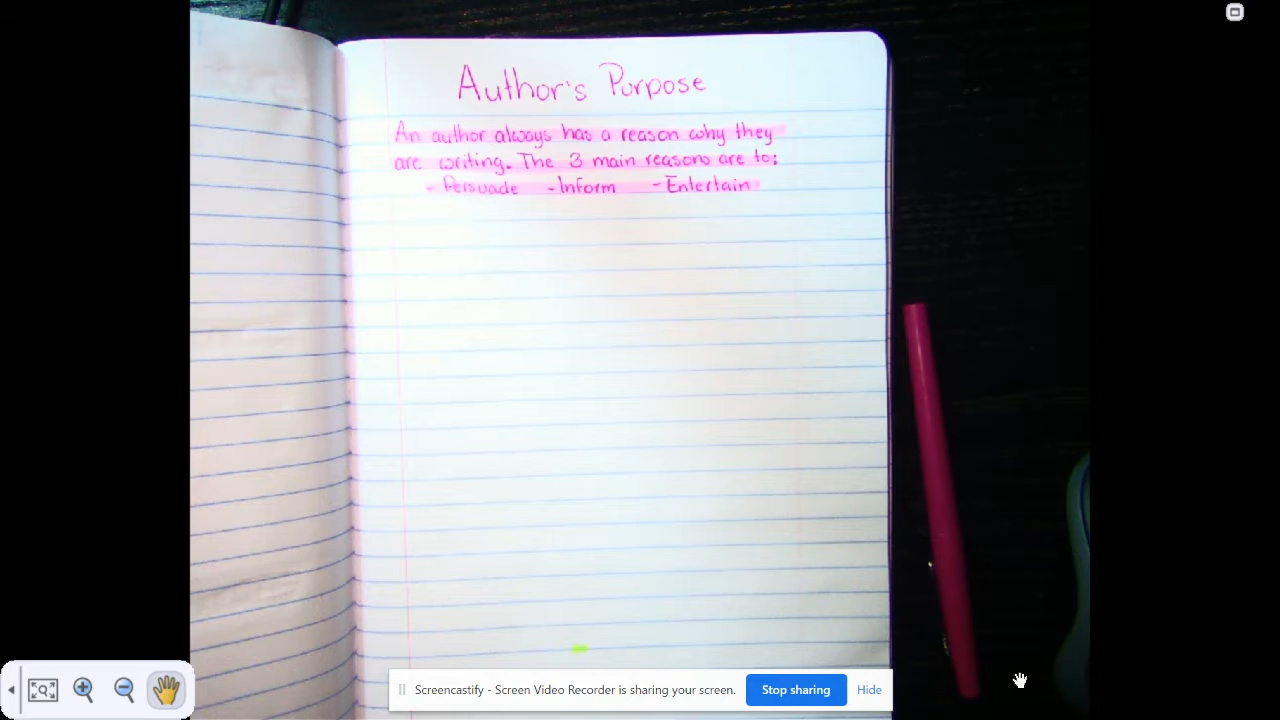 Author's Purpose
An author always has a reason why they
are writing. The 3 main reasons are to:
- Persuade - Inform - Entertain
Screencastify - Screen Video Recorder is sharing your screen. Stop sharing Hide